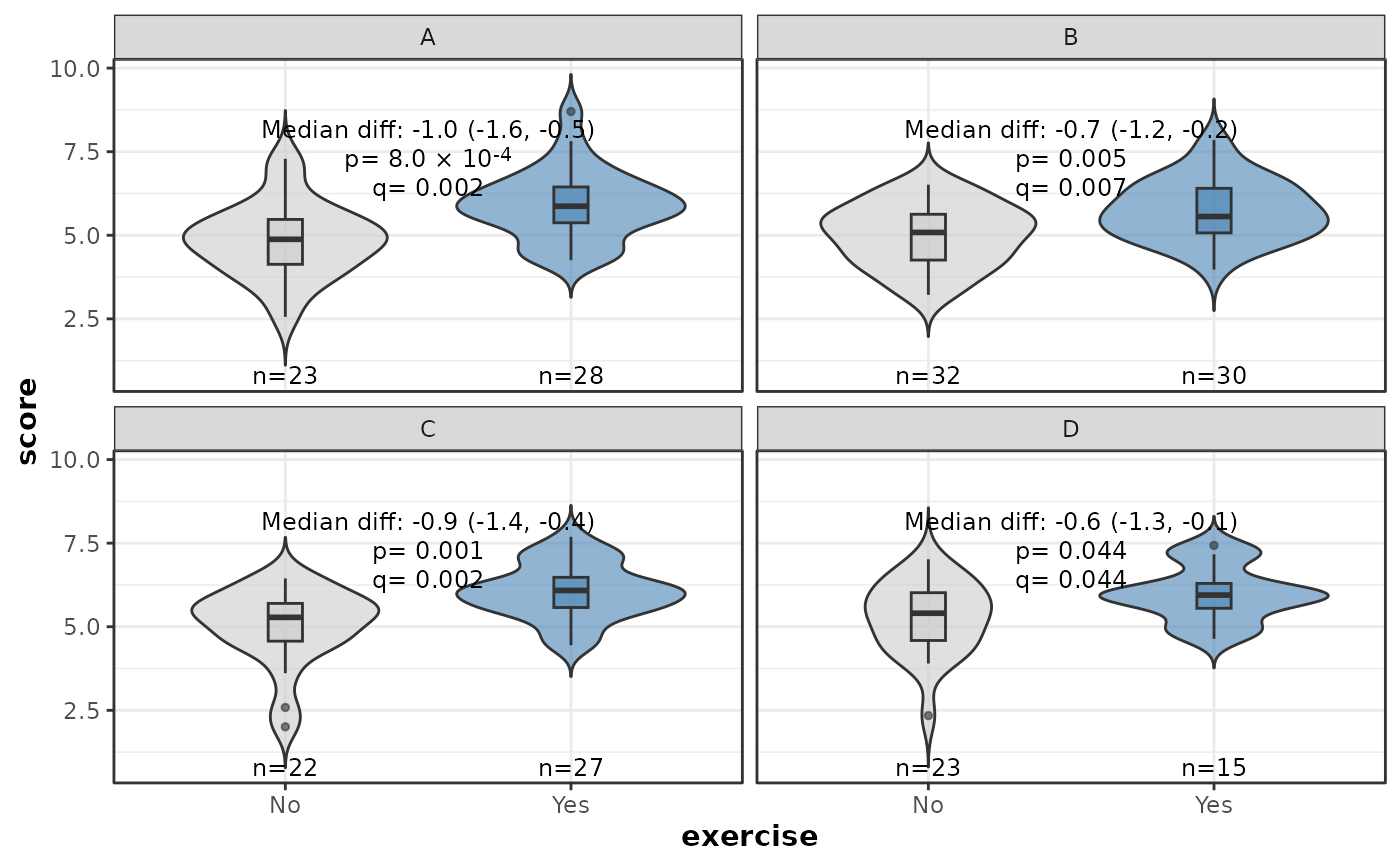 A
B
10.0
7.5
5.0
2.5
Median diff: -1.0 (-1.6, -0.5)
p= 8.0 × 10⁻⁴
q= 0.002
n=23
n=28
Median diff: -0.7 (-1.2, -0.2)
p= 0.005
q= 0.007
n=32
n=30
score
C
D
10.0
7.5
5.0
2.5
Median diff: -0.9 (-1.4, -0.4)
p= 0.001
q= 0.002
n=22
n=27
Median diff: -0.6 (-1.3, -0.1)
p= 0.044
q= 0.044
n=23
n=15
No
Yes
No
Yes
exercise